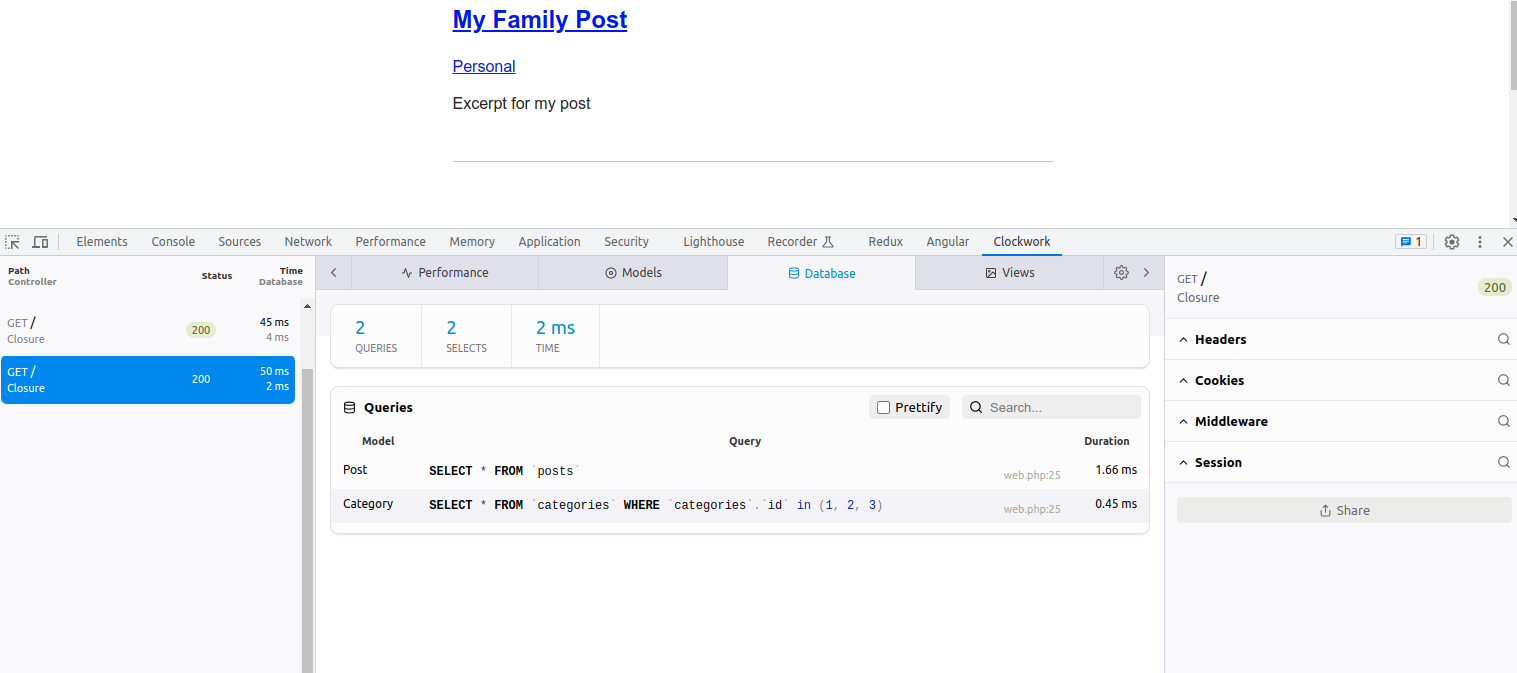 My Family Post
Personal
Excerpt for my post
Elements Console Sources Network Performance Memory Application Security Lighthouse Recorder Redux Angular Clockwork 1
Path
Controller
Status
Time
Database
GET /
Closure
200
45 ms
4 ms
GET /
Closure
200
50 ms
2 ms
Performance Models Database Views
2
QUERIES
2
SELECTS
2 ms
TIME
Queries
Prettify
Search...
Model Query Duration
Post SELECT * FROM `posts` web.php:25 1.66 ms
Category SELECT * FROM `categories` WHERE `categories`.`id` in (1, 2, 3) web.php:25 0.45 ms
GET /
Closure
200
Headers
Cookies
Middleware
Session
Share